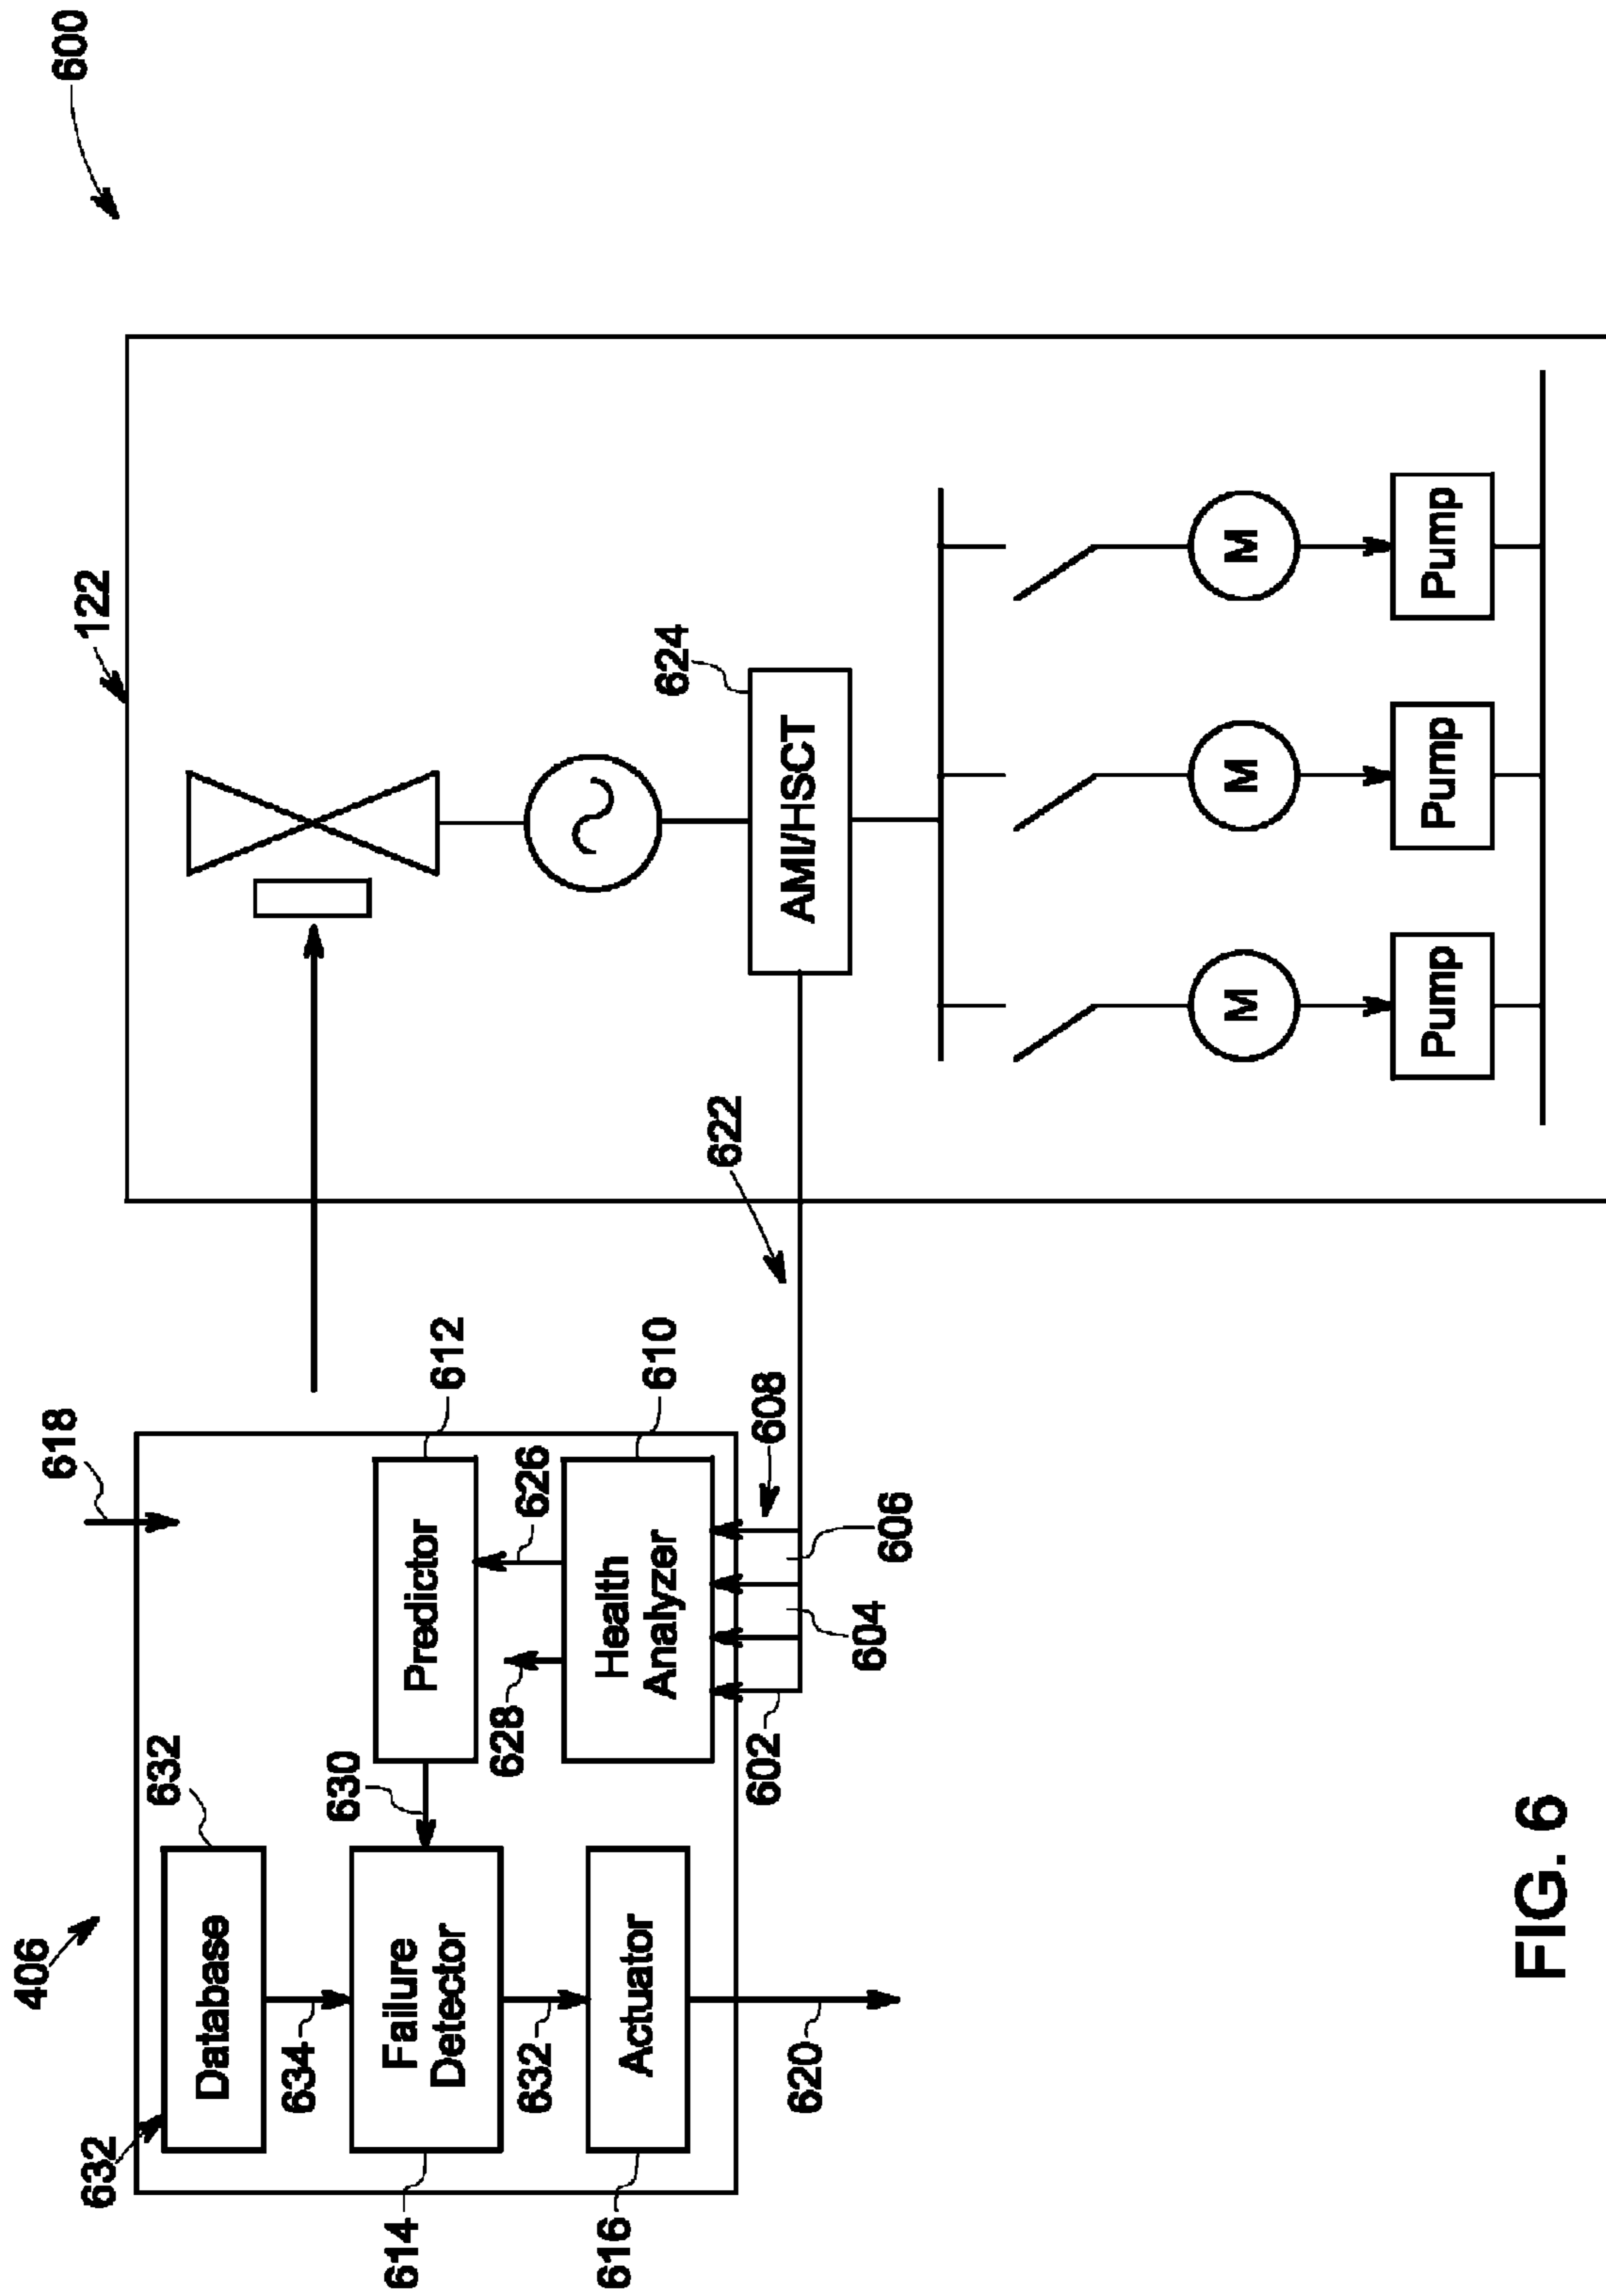 600
406
618
122
632
632
Database
634
Failure
Detector
614
632
Actuator
616
620
630
Predictor
612
626
628
Health
Analyzer
610
608
602
604
606
622
624
AMI/HSCT
M
M
M
Pump
Pump
Pump
FIG. 6